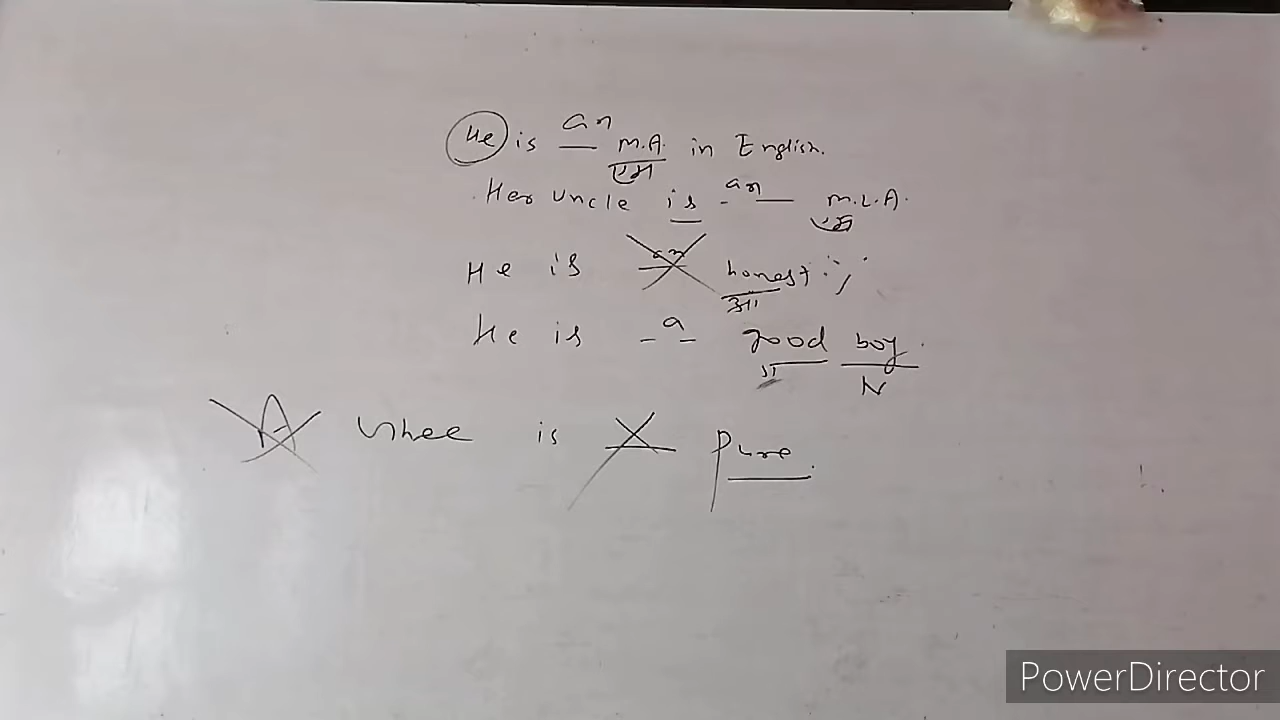 He is an M.A. in English.
एम
Her uncle is an M.L.A.
एम
He is an honest
आ
He is a good boy.
ग N
A is pure.
PowerDirector